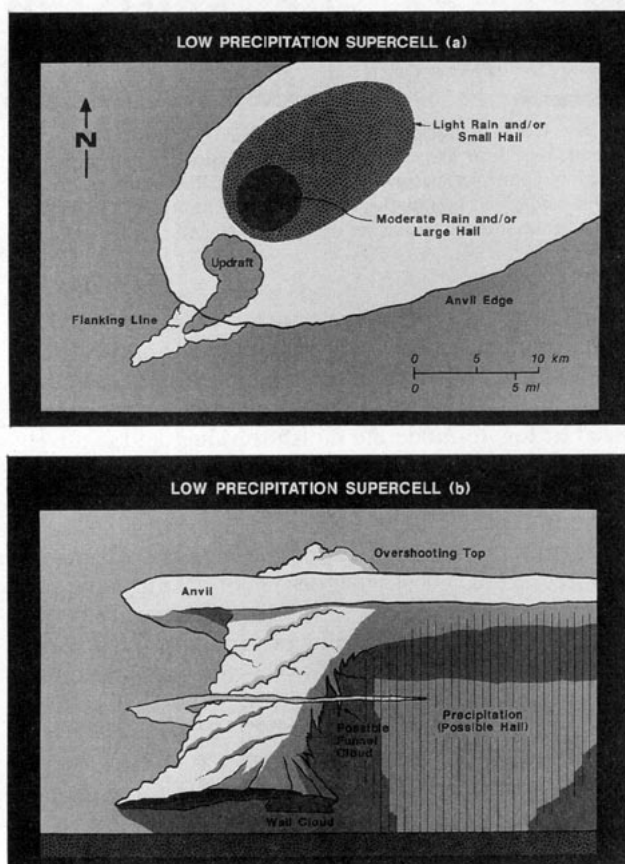 LOW PRECIPITATION SUPERCELL (a)
N
Light Rain and/or
Small Hail
Moderate Rain and/or
Large Hail
Updraft
Flanking Line
Anvil Edge
0 5 10 km
0 5 mi
LOW PRECIPITATION SUPERCELL (b)
Overshooting Top
Anvil
Possible
Funnel
Cloud
Precipitation
(Possible Hail)
Wall Cloud